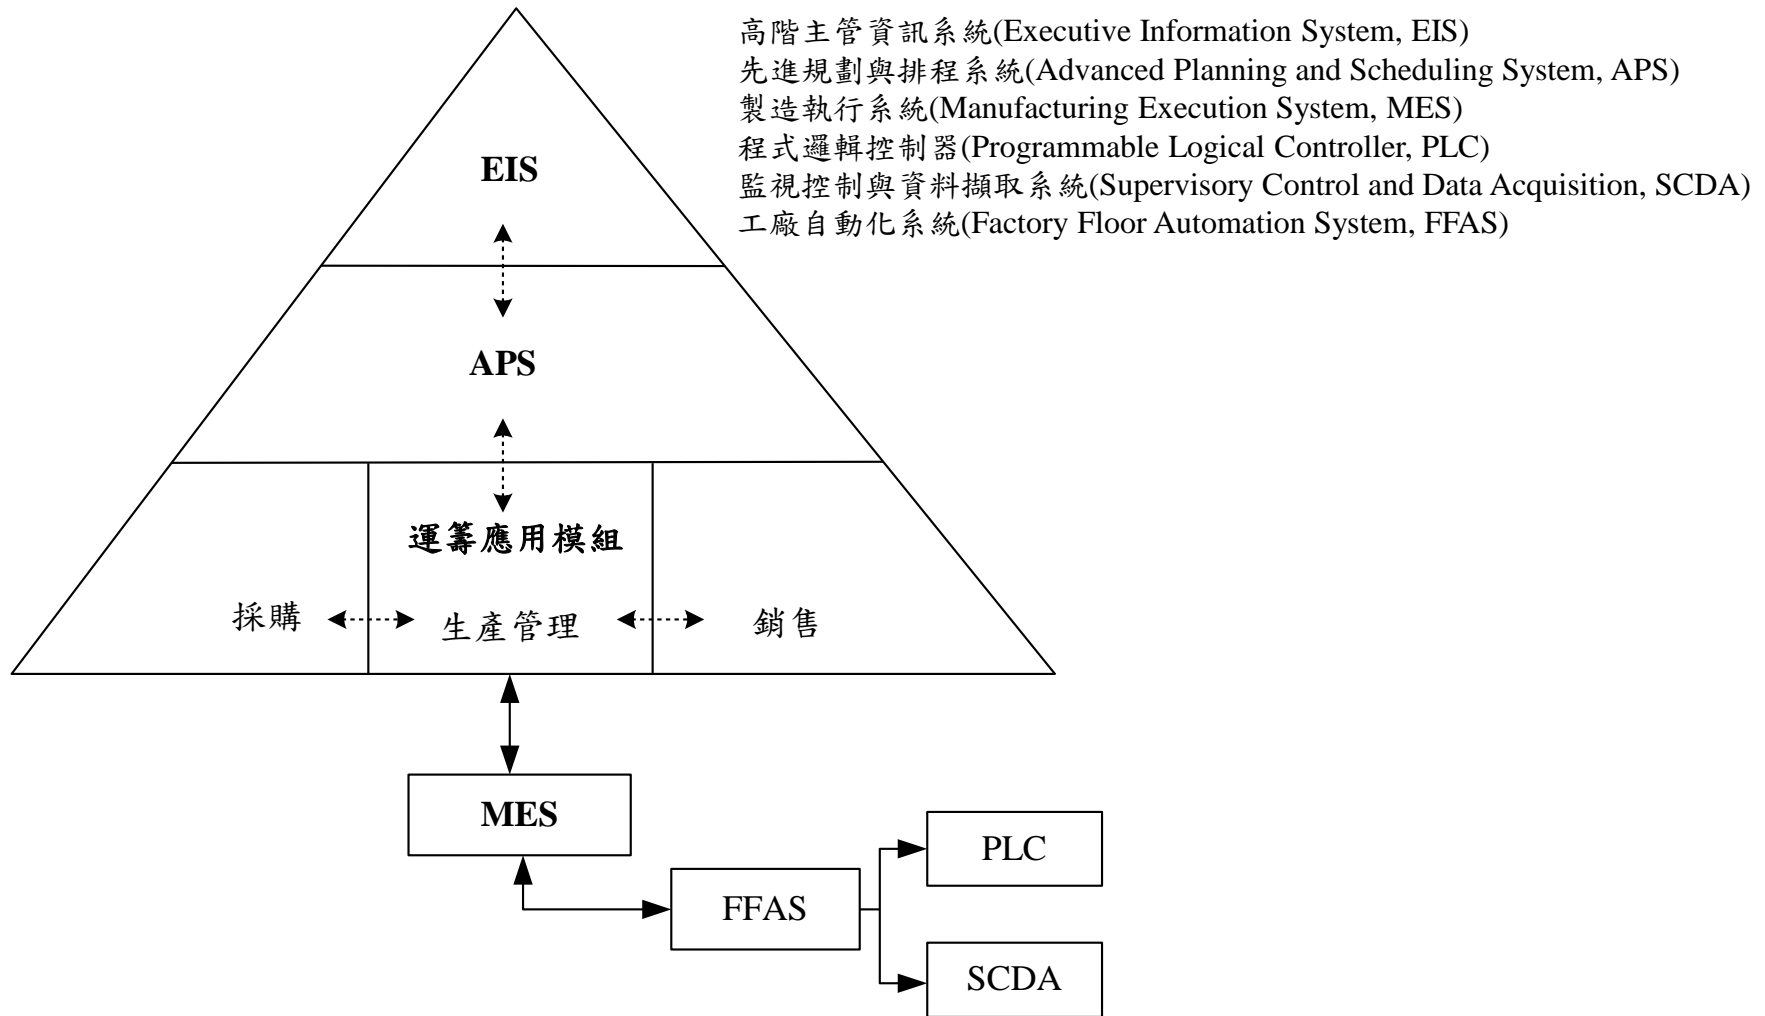 高階主管資訊系統(Executive Information System, EIS)
先進規劃與排程系統(Advanced Planning and Scheduling System, APS)
製造執行系統(Manufacturing Execution System, MES)
程式邏輯控制器(Programmable Logical Controller, PLC)
監視控制與資料擷取系統(Supervisory Control and Data Acquisition, SCDA)
工廠自動化系統(Factory Floor Automation System, FFAS)
EIS
APS
運籌應用模組
採購
生產管理
銷售
MES
PLC
FFAS
SCDA